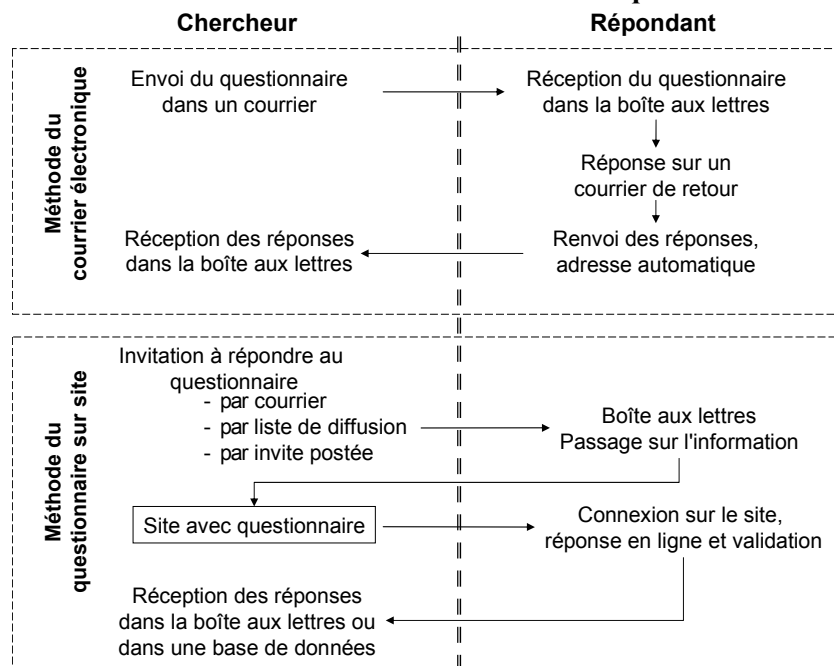 Chercheur
Répondant
Méthode du
courrier électronique
Envoi du questionnaire
dans un courrier
Réception du questionnaire
dans la boîte aux lettres
Réponse sur un
courrier de retour
Réception des réponses
dans la boîte aux lettres
Renvoi des réponses,
adresse automatique
Méthode du
questionnaire sur site
Invitation à répondre au
questionnaire
- par courrier
- par liste de diffusion
- par invite postée
Boîte aux lettres
Passage sur l'information
Site avec questionnaire
Connexion sur le site,
réponse en ligne et validation
Réception des réponses
dans la boîte aux lettres ou
dans une base de données